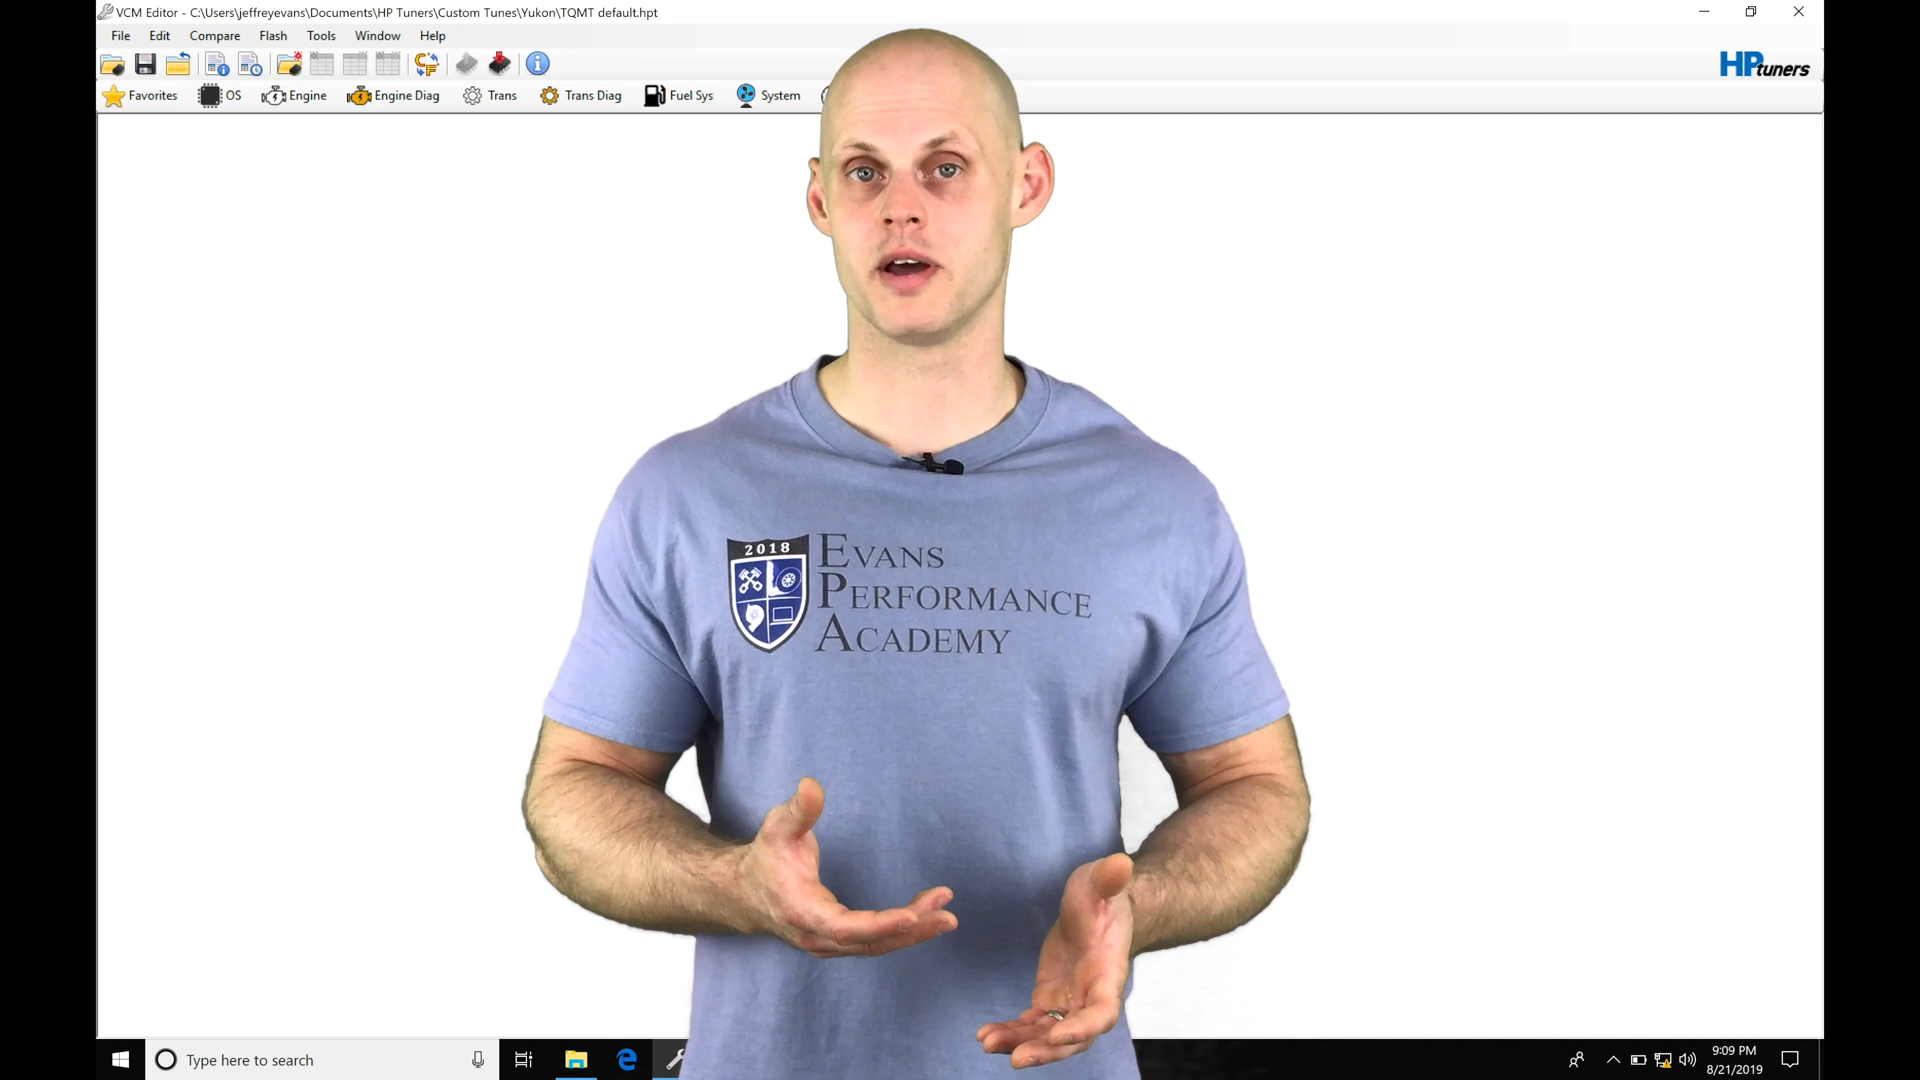 VCM Editor - C:\Users\jeffreyevans\Documents\HP Tuners\Custom Tunes\Yukon\TQMT default.hpt
File Edit Compare Flash Tools Window Help
HPtuners
Favorites OS Engine Engine Diag Trans Trans Diag Fuel Sys System
2018
EVANS
PERFORMANCE
ACADEMY
Type here to search
9:09 PM
8/21/2019